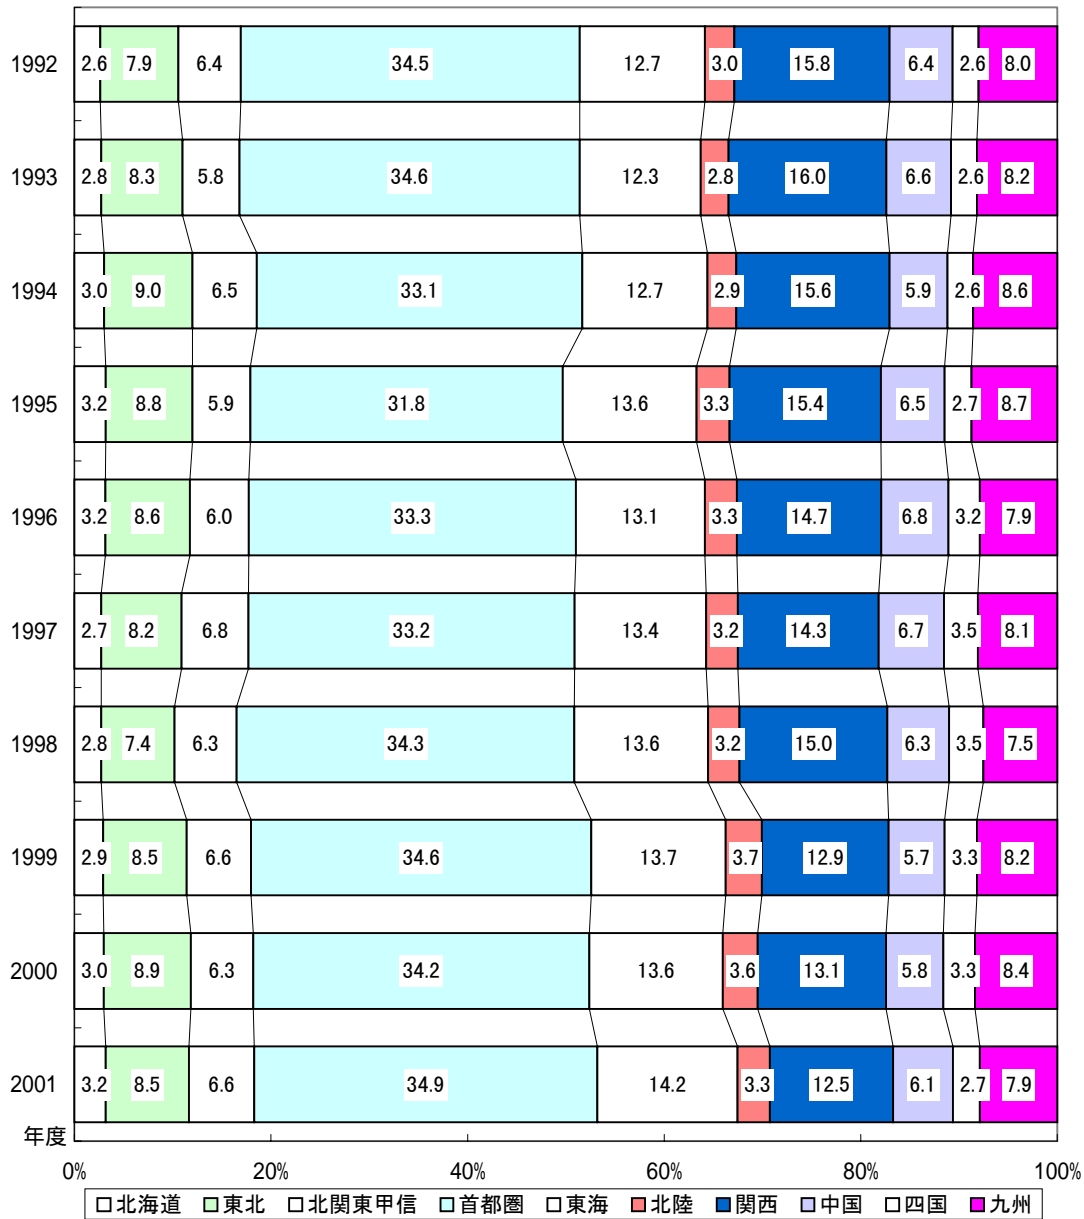 1992 2.6 7.9 6.4 34.5 12.7 3.0 15.8 6.4 2.6 8.0
1993 2.8 8.3 5.8 34.6 12.3 2.8 16.0 6.6 2.6 8.2
1994 3.0 9.0 6.5 33.1 12.7 2.9 15.6 5.9 2.6 8.6
1995 3.2 8.8 5.9 31.8 13.6 3.3 15.4 6.5 2.7 8.7
1996 3.2 8.6 6.0 33.3 13.1 3.3 14.7 6.8 3.2 7.9
1997 2.7 8.2 6.8 33.2 13.4 3.2 14.3 6.7 3.5 8.1
1998 2.8 7.4 6.3 34.3 13.6 3.2 15.0 6.3 3.5 7.5
1999 2.9 8.5 6.6 34.6 13.7 3.7 12.9 5.7 3.3 8.2
2000 3.0 8.9 6.3 34.2 13.6 3.6 13.1 5.8 3.3 8.4
2001 3.2 8.5 6.6 34.9 14.2 3.3 12.5 6.1 2.7 7.9
年度
0% 20% 40% 60% 80% 100%
北海道 東北 北関東甲信 首都圏 東海 北陸 関西 中国 四国 九州